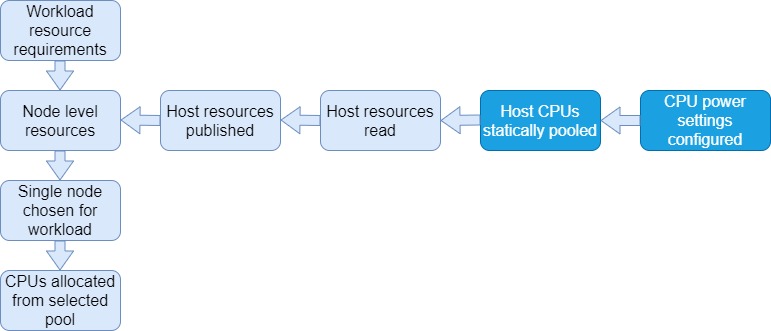 Workload
resource
requirements
Node level
resources
Host resources
published
Host resources
read
Host CPUs
statically pooled
CPU power
settings
configured
Single node
chosen for
workload
CPUs allocated
from selected
pool